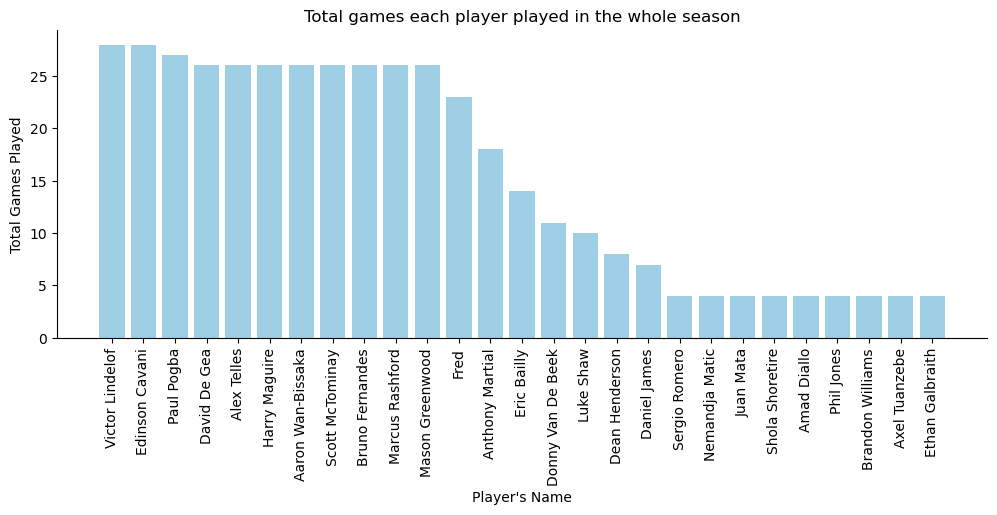 Total games each player played in the whole season
Total Games Played
25
20
15
10
5
0
Victor Lindelof
Edinson Cavani
Paul Pogba
David De Gea
Alex Telles
Harry Maguire
Aaron Wan-Bissaka
Scott McTominay
Bruno Fernandes
Marcus Rashford
Mason Greenwood
Fred
Anthony Martial
Eric Bailly
Donny Van De Beek
Luke Shaw
Dean Henderson
Daniel James
Sergio Romero
Nemandja Matic
Juan Mata
Shola Shoretire
Amad Diallo
Phil Jones
Brandon Williams
Axel Tuanzebe
Ethan Galbraith
Player's Name